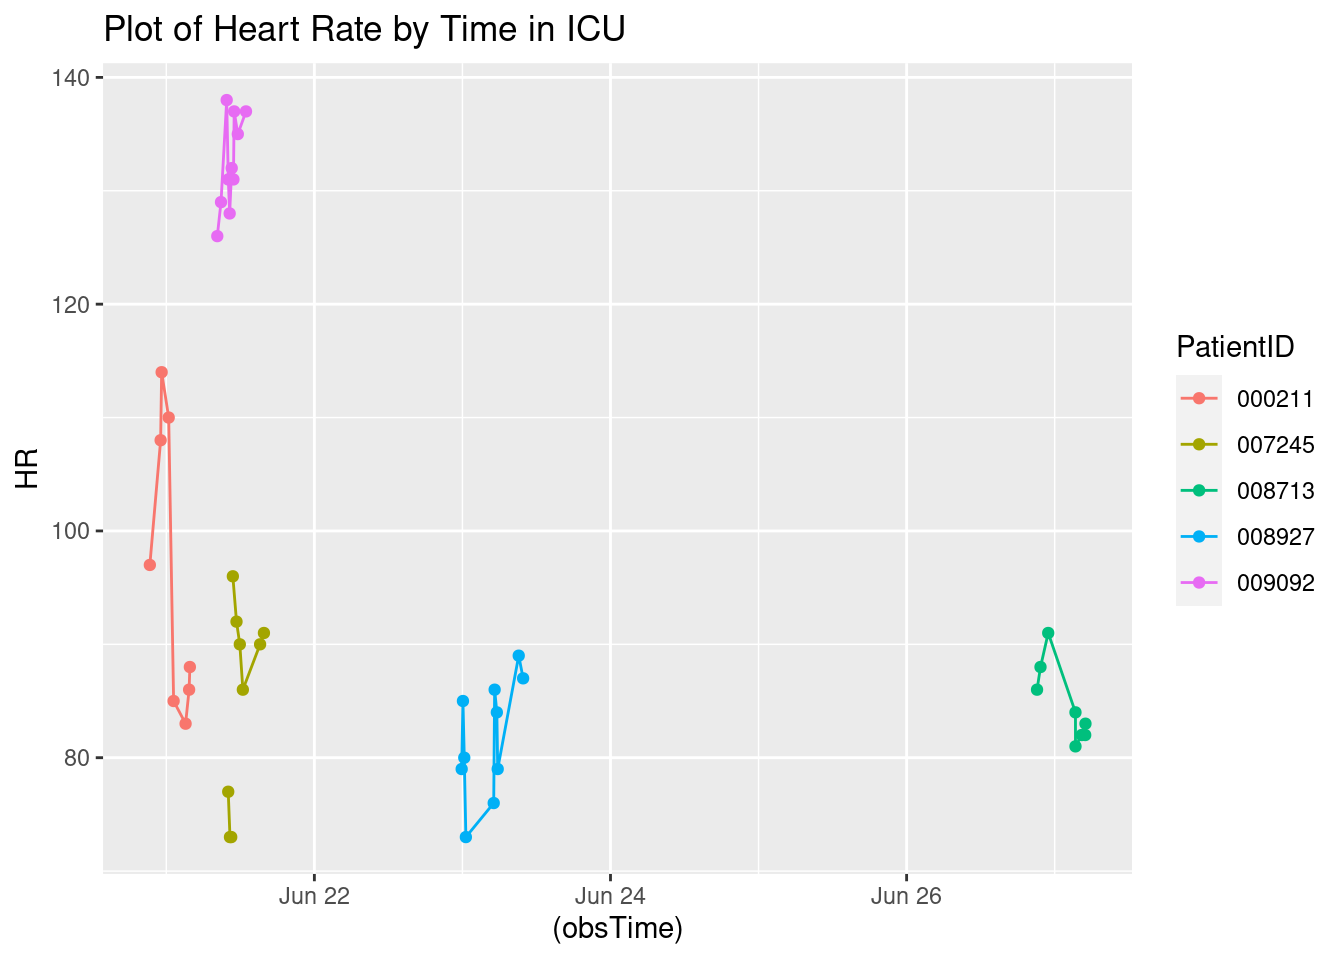 Plot of Heart Rate by Time in ICU
140
120
100
80
HR
Jun 22
Jun 24
Jun 26
(obsTime)
PatientID
000211
007245
008713
008927
009092